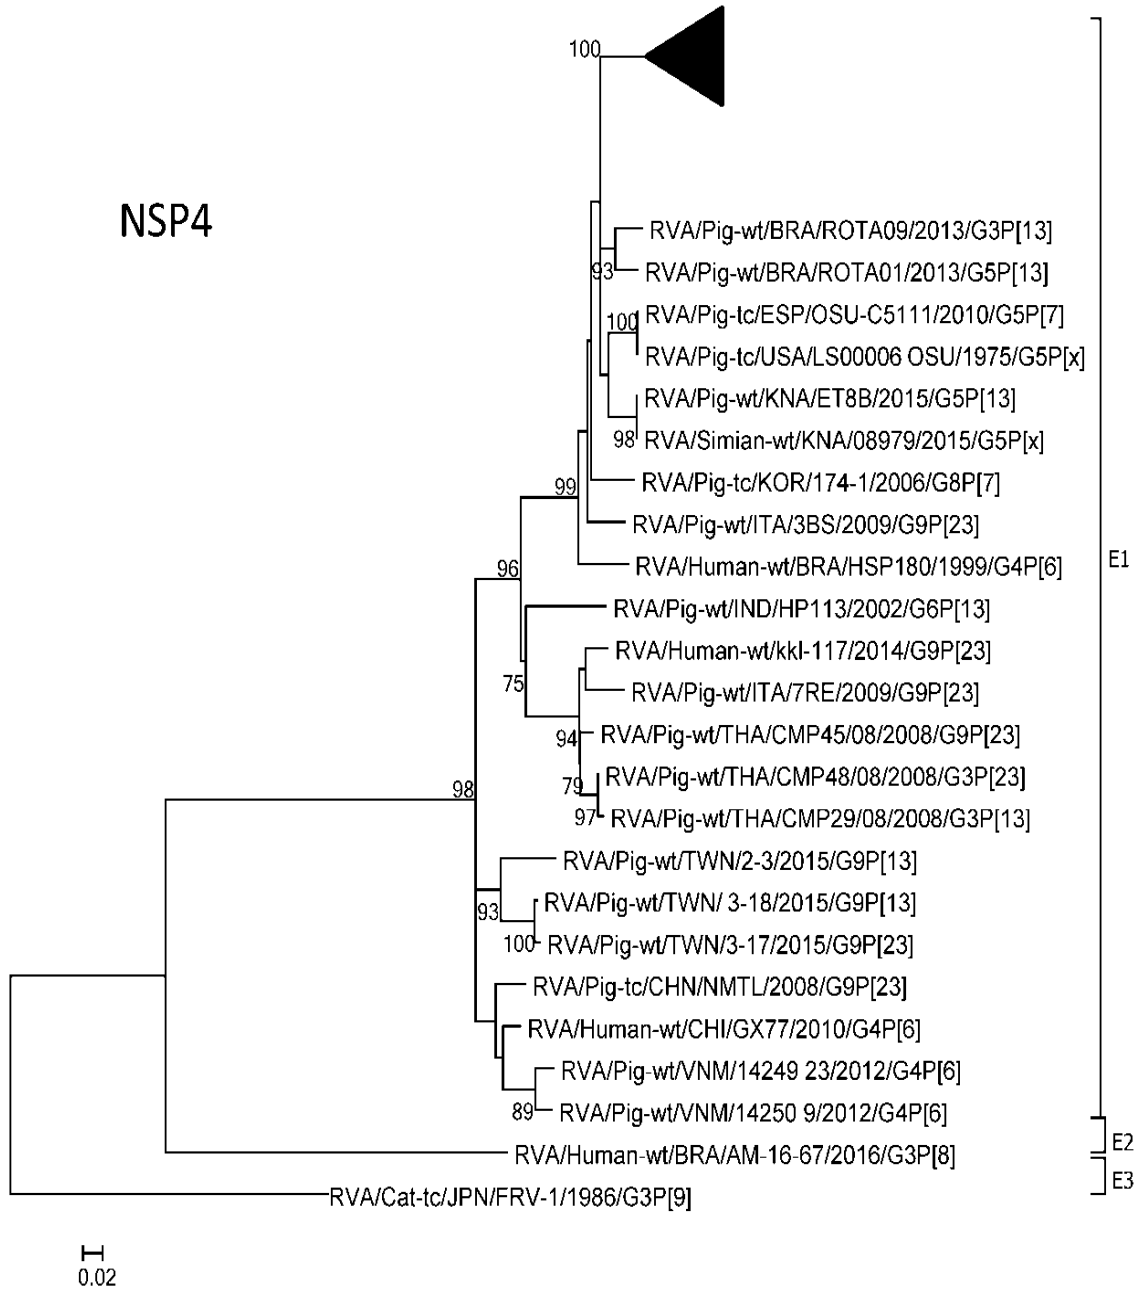 100
NSP4
RVA/Pig-wt/BRA/ROTA09/2013/G3P[13]
93
RVA/Pig-wt/BRA/ROTA01/2013/G5P[13]
RVA/Pig-tc/ESP/OSU-C5111/2010/G5P[7]
100
RVA/Pig-tc/USA/LS00006 OSU/1975/G5P[x]
RVA/Pig-wt/KNA/ET8B/2015/G5P[13]
98
RVA/Simian-wt/KNA/08979/2015/G5P[x]
RVA/Pig-tc/KOR/174-1/2006/G8P[7]
99
RVA/Pig-wt/ITA/3BS/2009/G9P[23]
E1
RVA/Human-wt/BRA/HSP180/1999/G4P[6]
96
RVA/Pig-wt/IND/HP113/2002/G6P[13]
RVA/Human-wt/kkl-117/2014/G9P[23]
75
RVA/Pig-wt/ITA/7RE/2009/G9P[23]
94
RVA/Pig-wt/THA/CMP45/08/2008/G9P[23]
79
RVA/Pig-wt/THA/CMP48/08/2008/G3P[23]
98
97
RVA/Pig-wt/THA/CMP29/08/2008/G3P[13]
RVA/Pig-wt/TWN/2-3/2015/G9P[13]
93
RVA/Pig-wt/TWN/ 3-18/2015/G9P[13]
100
RVA/Pig-wt/TWN/3-17/2015/G9P[23]
RVA/Pig-tc/CHN/NMTL/2008/G9P[23]
RVA/Human-wt/CHI/GX77/2010/G4P[6]
RVA/Pig-wt/VNM/14249 23/2012/G4P[6]
89
RVA/Pig-wt/VNM/14250 9/2012/G4P[6]
E2
RVA/Human-wt/BRA/AM-16-67/2016/G3P[8]
E3
RVA/Cat-tc/JPN/FRV-1/1986/G3P[9]
0.02